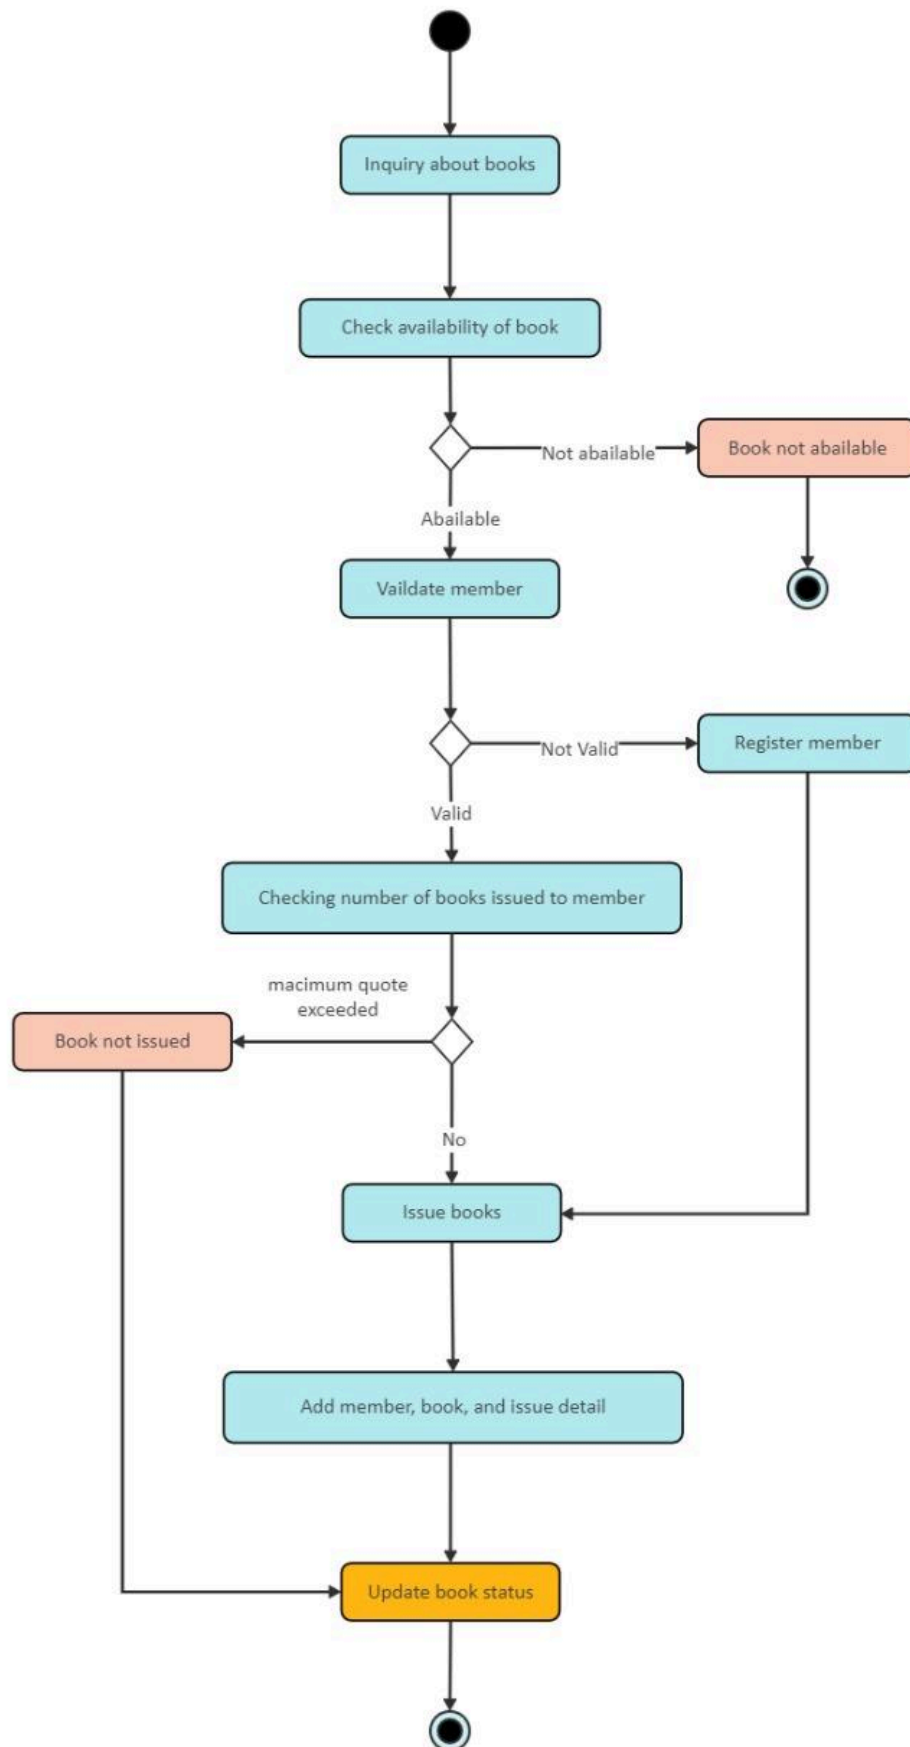 Inquiry about books
Check availability of book
Not abailable
Book not abailable
Abailable
Vaildate member
Not Valid
Register member
Valid
Checking number of books issued to member
macimum quote
exceeded
Book not issued
No
Issue books
Add member, book, and issue detail
Update book status